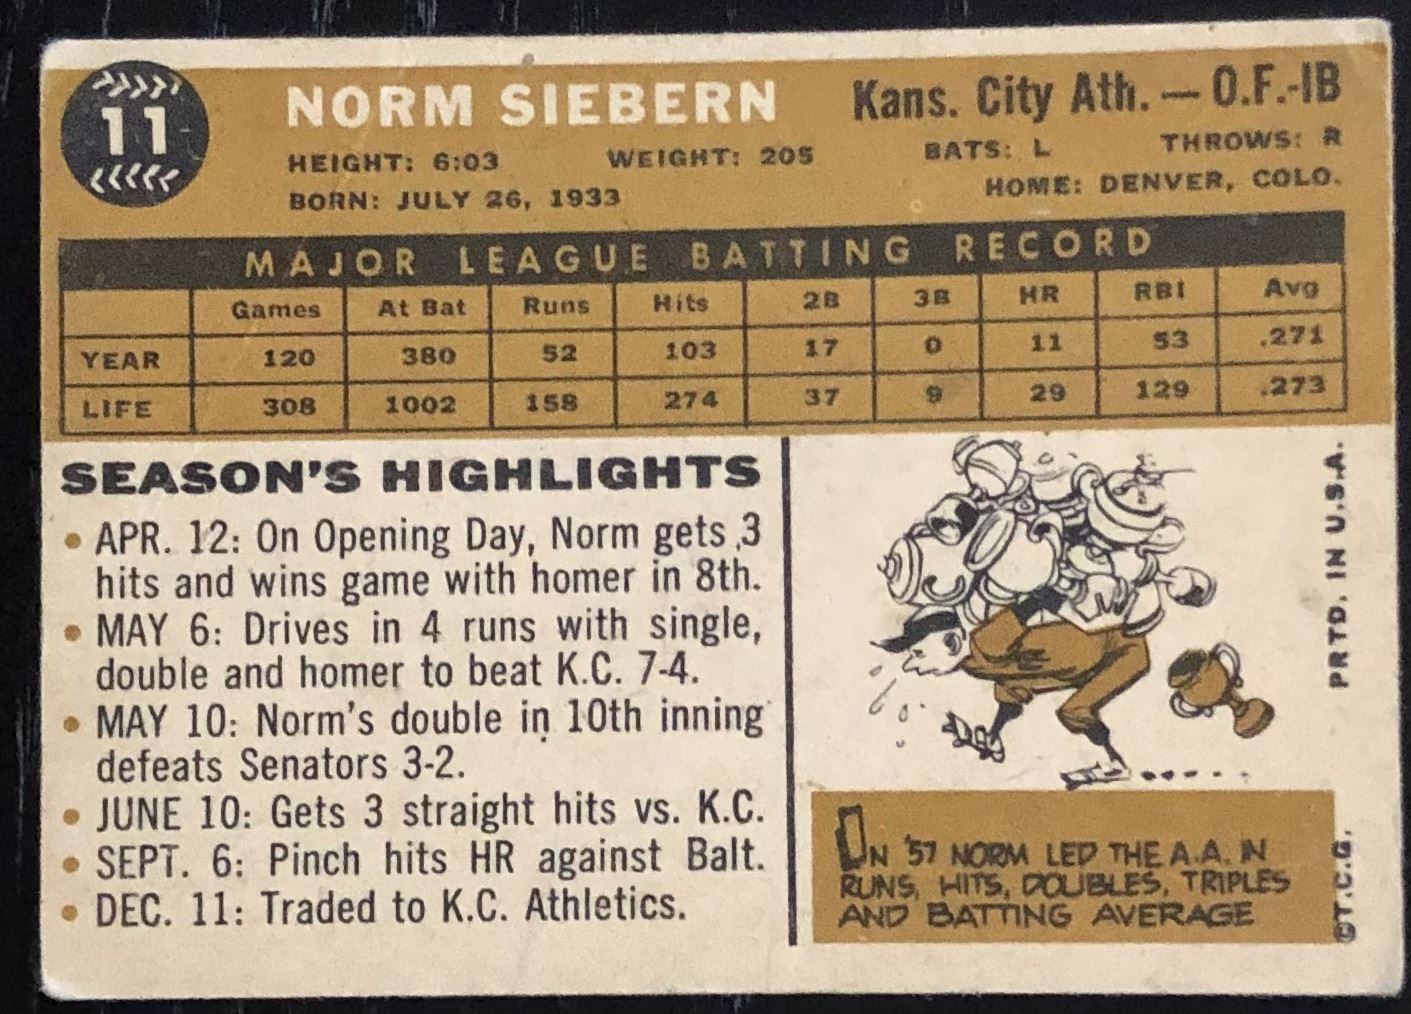 11
NORM SIEBERN
Kans. City Ath. — O.F.-1B
HEIGHT: 6:03 WEIGHT: 205 BATS: L THROWS: R
BORN: JULY 26, 1933 HOME: DENVER, COLO.
MAJOR LEAGUE BATTING RECORD
Games At Bat Runs Hits 2B 3B HR RBI Avg
YEAR 120 380 52 103 17 0 11 53 .271
LIFE 308 1002 158 274 37 9 29 129 .273
SEASON'S HIGHLIGHTS
• APR. 12: On Opening Day, Norm gets 3
hits and wins game with homer in 8th.
• MAY 6: Drives in 4 runs with single,
double and homer to beat K.C. 7-4.
• MAY 10: Norm's double in 10th inning
defeats Senators 3-2.
• JUNE 10: Gets 3 straight hits vs. K.C.
• SEPT. 6: Pinch hits HR against Balt.
• DEC. 11: Traded to K.C. Athletics.
IN '57 NORM LED THE A.A. IN
RUNS, HITS, DOUBLES, TRIPLES
AND BATTING AVERAGE
©T.C.G. PRTD. IN U.S.A.